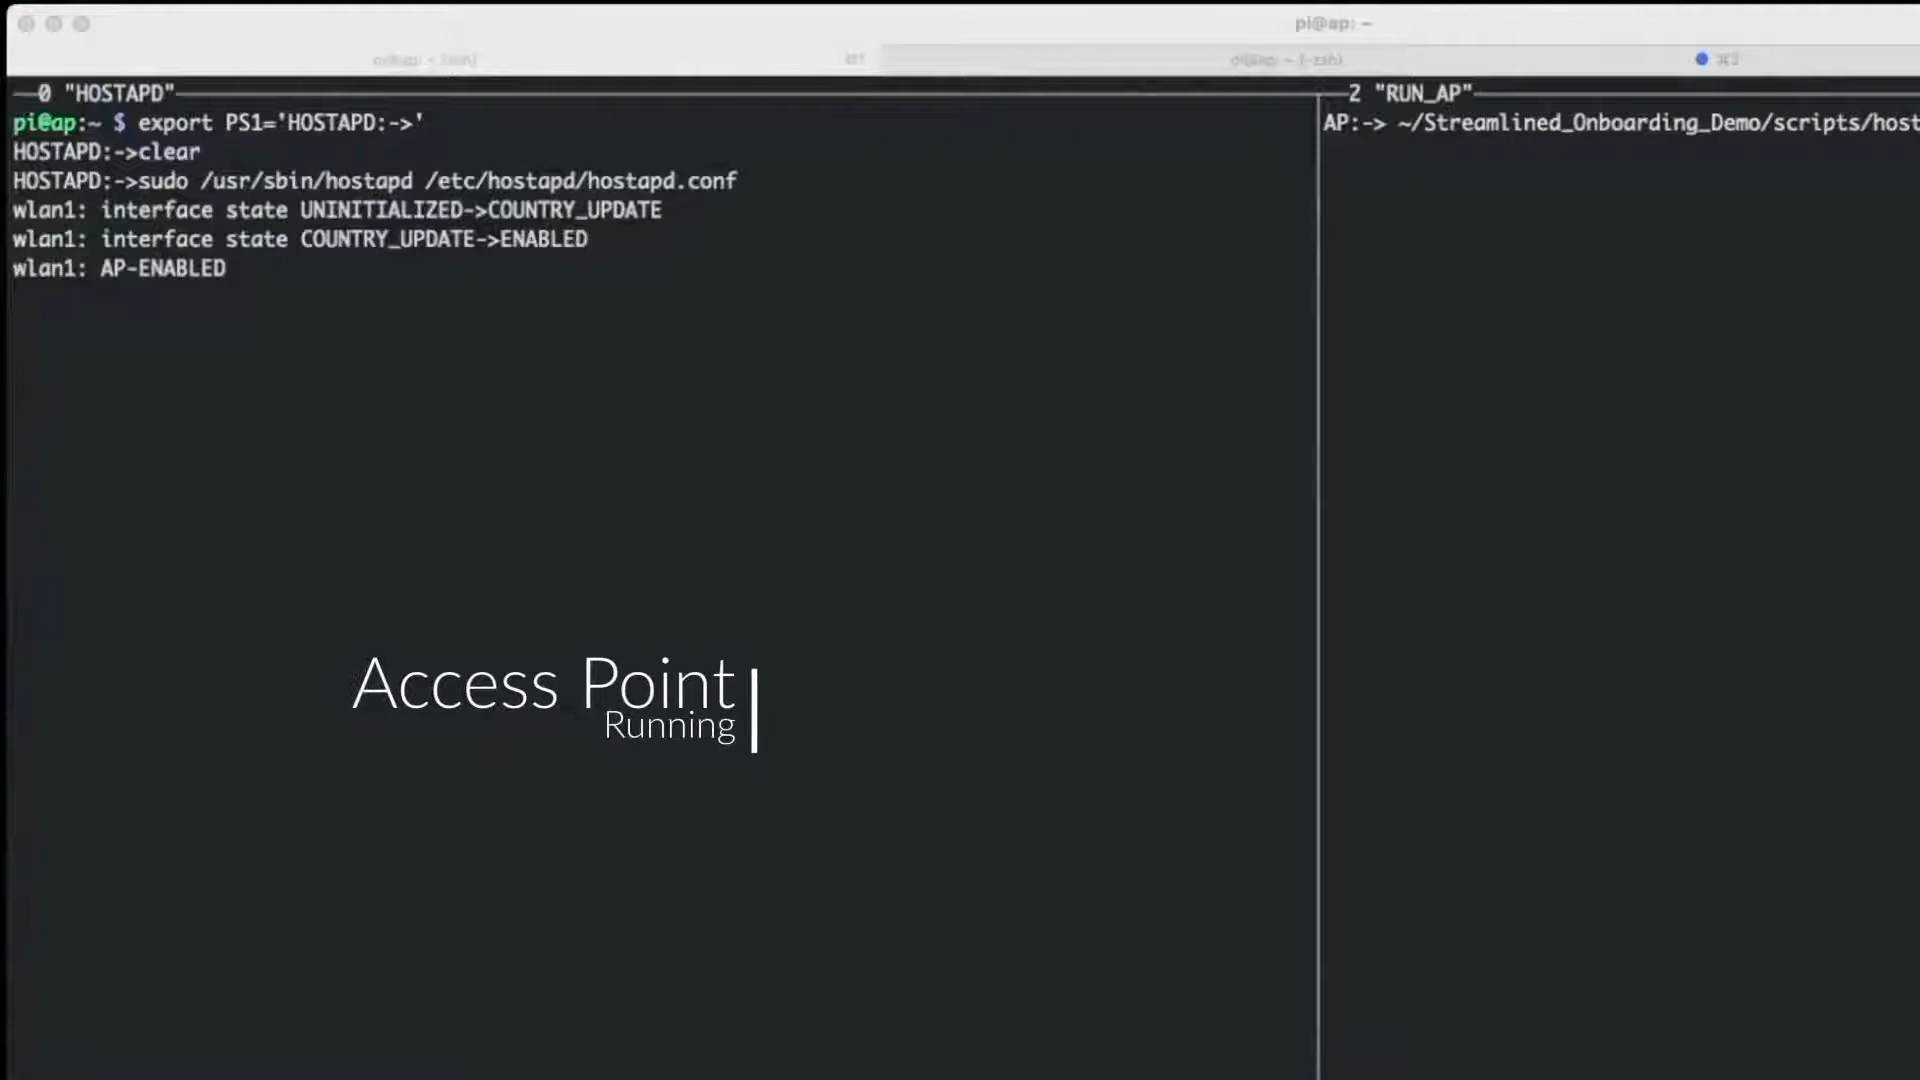 pi@ap: ~
0 "HOSTAPD"
pi@ap:~ $ export PS1='HOSTAPD:->'
HOSTAPD:->clear
HOSTAPD:->sudo /usr/sbin/hostapd /etc/hostapd/hostapd.conf
wlan1: interface state UNINITIALIZED->COUNTRY_UPDATE
wlan1: interface state COUNTRY_UPDATE->ENABLED
wlan1: AP-ENABLED
2 "RUN_AP"
AP:-> ~/Streamlined_Onboarding_Demo/scripts/host
Access Point
Running